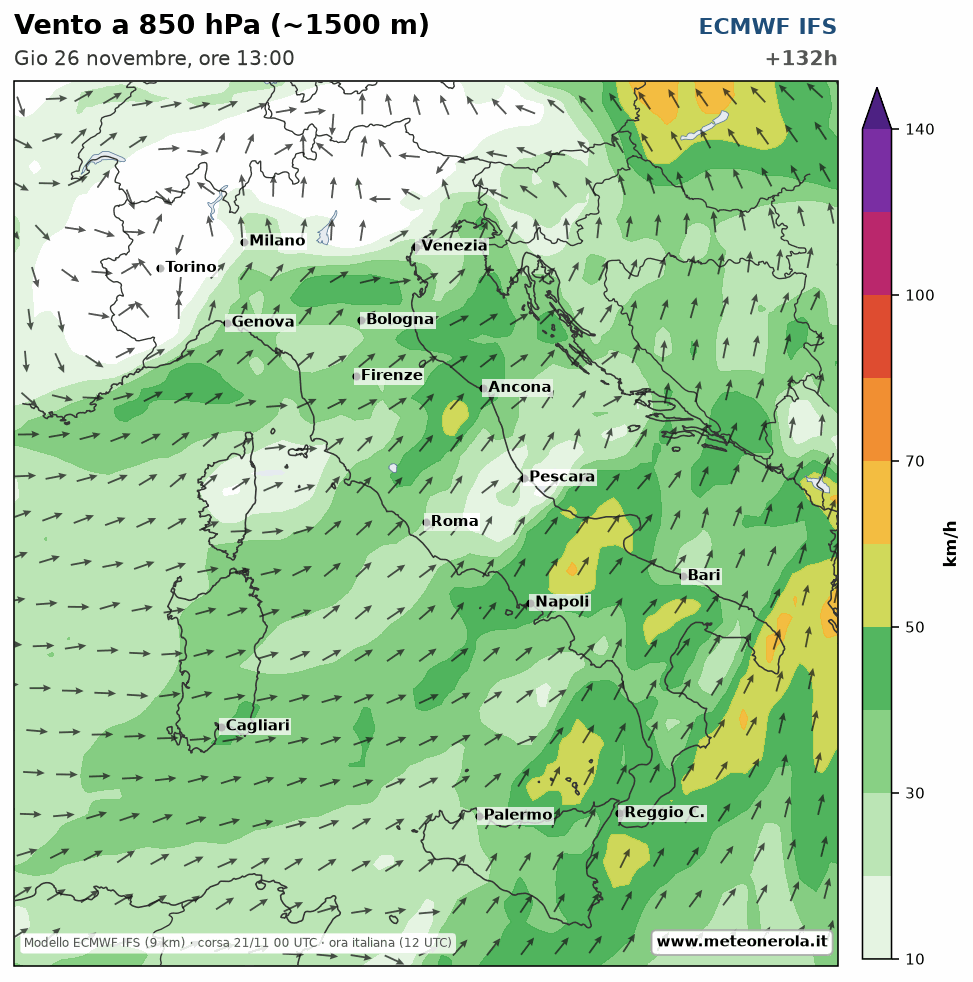 Vento a 850 hPa (~1500 m)
ECMWF IFS
Gio 26 novembre, ore 13:00
+132h
140
Milano
Venezia
Torino
100
Genova
Bologna
Firenze
Ancona
70
Pescara
Roma
km/h
Bari
Napoli
50
Cagliari
30
Palermo
Reggio C.
Modello ECMWF IFS (9 km) · corsa 21/11 00 UTC · ora italiana (12 UTC)
www.meteonerola.it
10